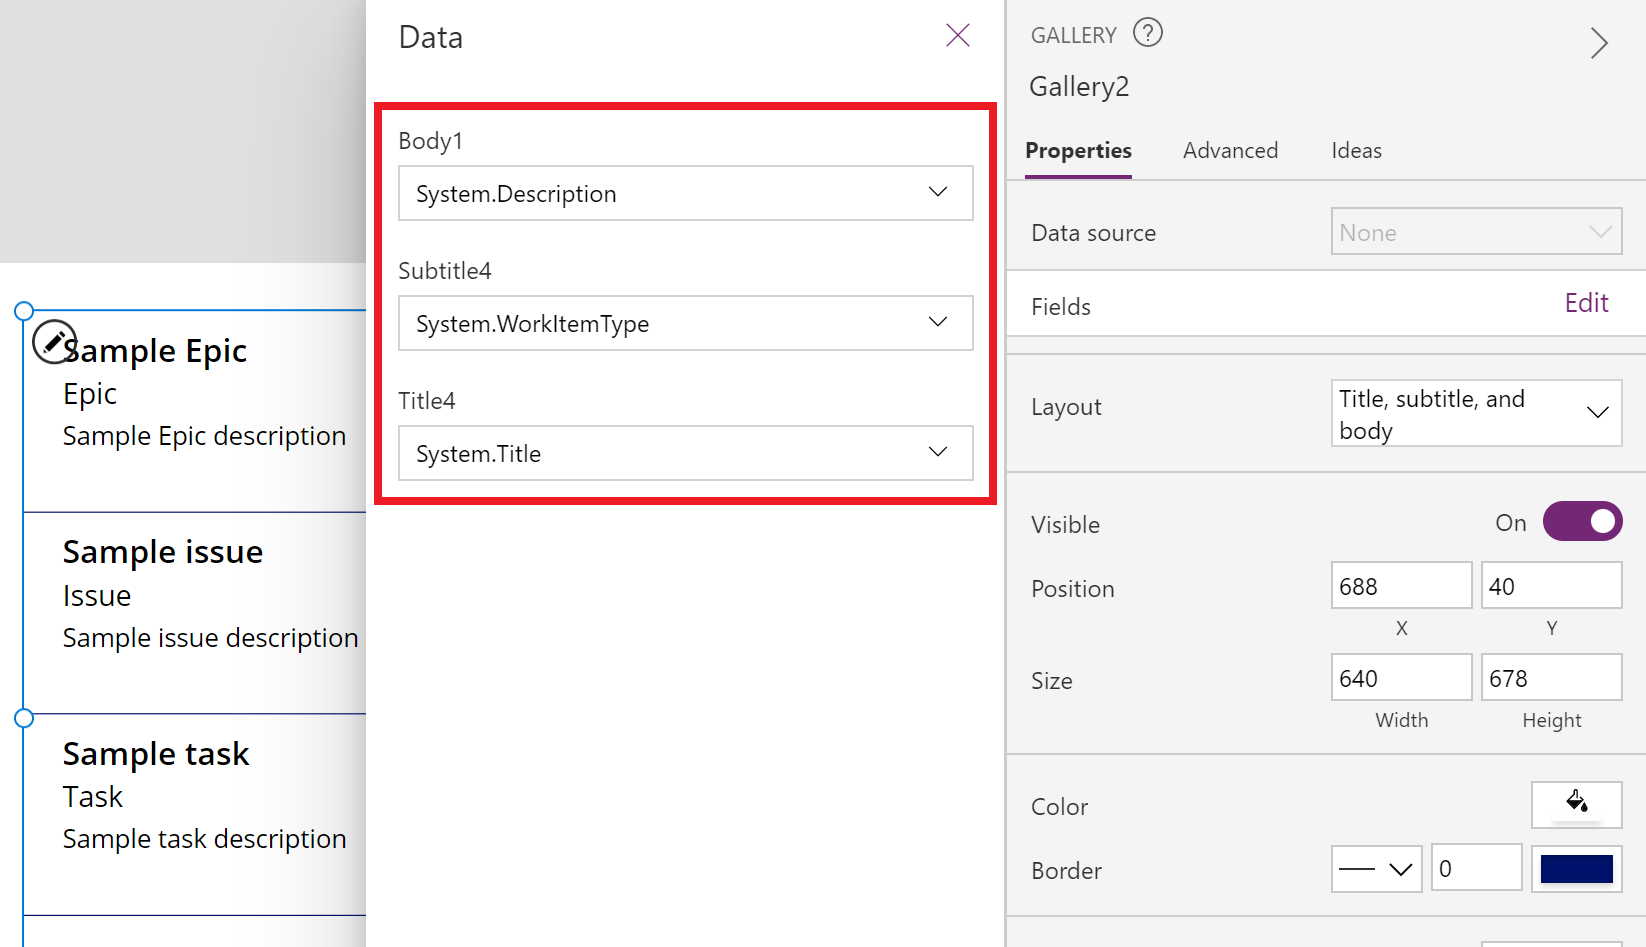 Sample Epic
Epic
Sample Epic description
Sample issue
Issue
Sample issue description
Sample task
Task
Sample task description
Data
Body1
System.Description
Subtitle4
System.WorkItemType
Title4
System.Title
GALLERY ?
Gallery2
Properties Advanced Ideas
Data source None
Fields Edit
Layout Title, subtitle, and
body
Visible On
Position 688 40
X Y
Size 640 678
Width Height
Color
Border 0